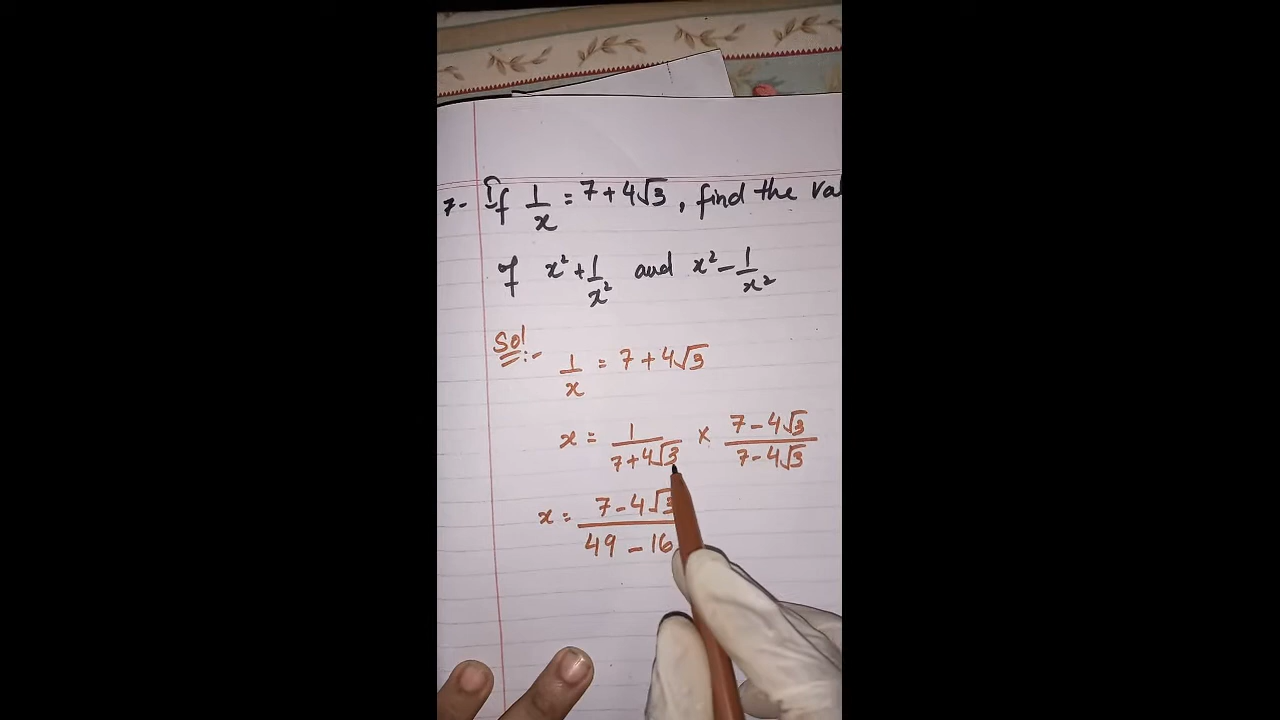 7- If 1/x = 7+4√3, find the val
of x²+1/x² and x²-1/x²
Sol:-
1/x = 7+4√3
x = 1/(7+4√3) × (7-4√3)/(7-4√3)
x = (7-4√3)/(49-16